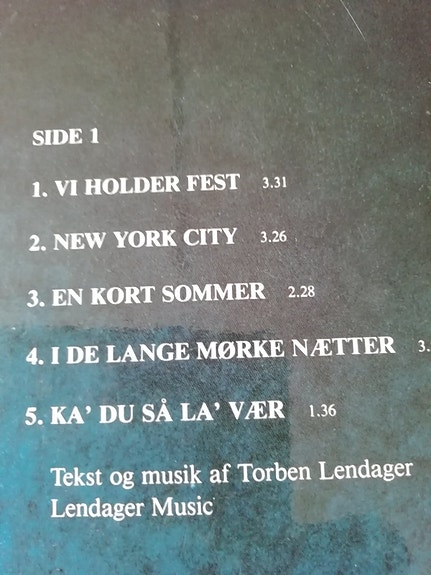 SIDE 1
1. VI HOLDER FEST 3.31
2. NEW YORK CITY 3.26
3. EN KORT SOMMER 2.28
4. I DE LANGE MØRKE NÆTTER 3.
5. KA' DU SÅ LA' VÆR 1.36
Tekst og musik af Torben Lendager
Lendager Music